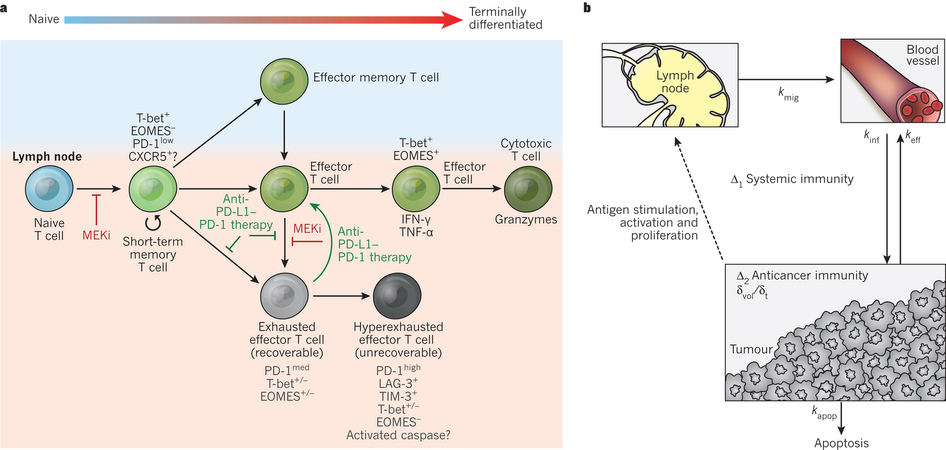 a
Naive
Terminally
differentiated
Effector memory T cell
T-bet⁺
EOMES⁻
PD-1ˡᵒʷ
CXCR5⁺?
Lymph node
Naive
T cell
MEKi
Short-term
memory
T cell
Effector
T cell
Anti-
PD-L1–
PD-1 therapy
MEKi
Anti-
PD-L1–
PD-1 therapy
T-bet⁺
EOMES⁺
Effector
T cell
IFN-γ
TNF-α
Cytotoxic
T cell
Granzymes
Exhausted
effector T cell
(recoverable)
PD-1ᵐᵉᵈ
T-bet⁺/⁻
EOMES⁺/⁻
Hyperexhausted
effector T cell
(unrecoverable)
PD-1ʰⁱᵍʰ
LAG-3⁺
TIM-3⁺
T-bet⁺/⁻
EOMES⁻
Activated caspase?
b
Lymph
node
kmig
Blood
vessel
kinf
keff
Δ₁ Systemic immunity
Antigen stimulation,
activation and
proliferation
Δ₂ Anticancer immunity
δvol/δt
Tumour
kapop
Apoptosis